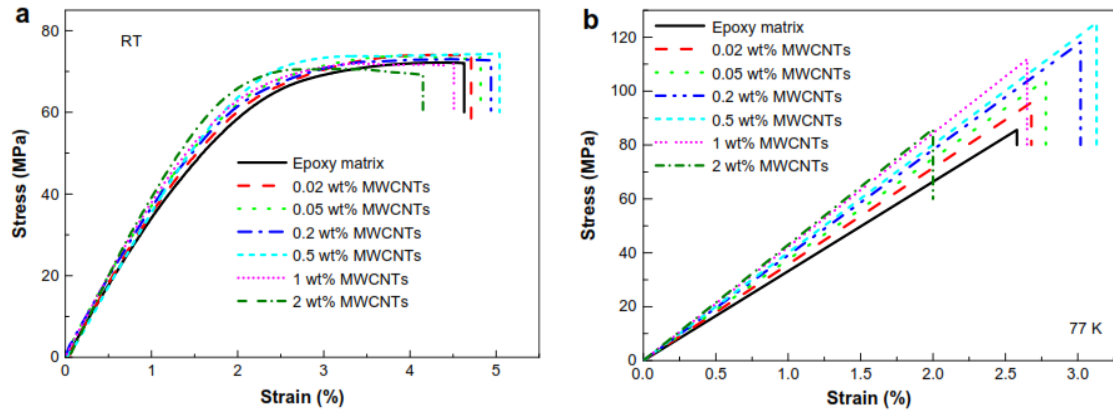 a
RT
Stress (MPa)
80
60
40
20
0
Epoxy matrix
0.02 wt% MWCNTs
0.05 wt% MWCNTs
0.2 wt% MWCNTs
0.5 wt% MWCNTs
1 wt% MWCNTs
2 wt% MWCNTs
0 1 2 3 4 5
Strain (%)
b
Stress (MPa)
120
100
80
60
40
20
0
Epoxy matrix
0.02 wt% MWCNTs
0.05 wt% MWCNTs
0.2 wt% MWCNTs
0.5 wt% MWCNTs
1 wt% MWCNTs
2 wt% MWCNTs
77 K
0.0 0.5 1.0 1.5 2.0 2.5 3.0
Strain (%)